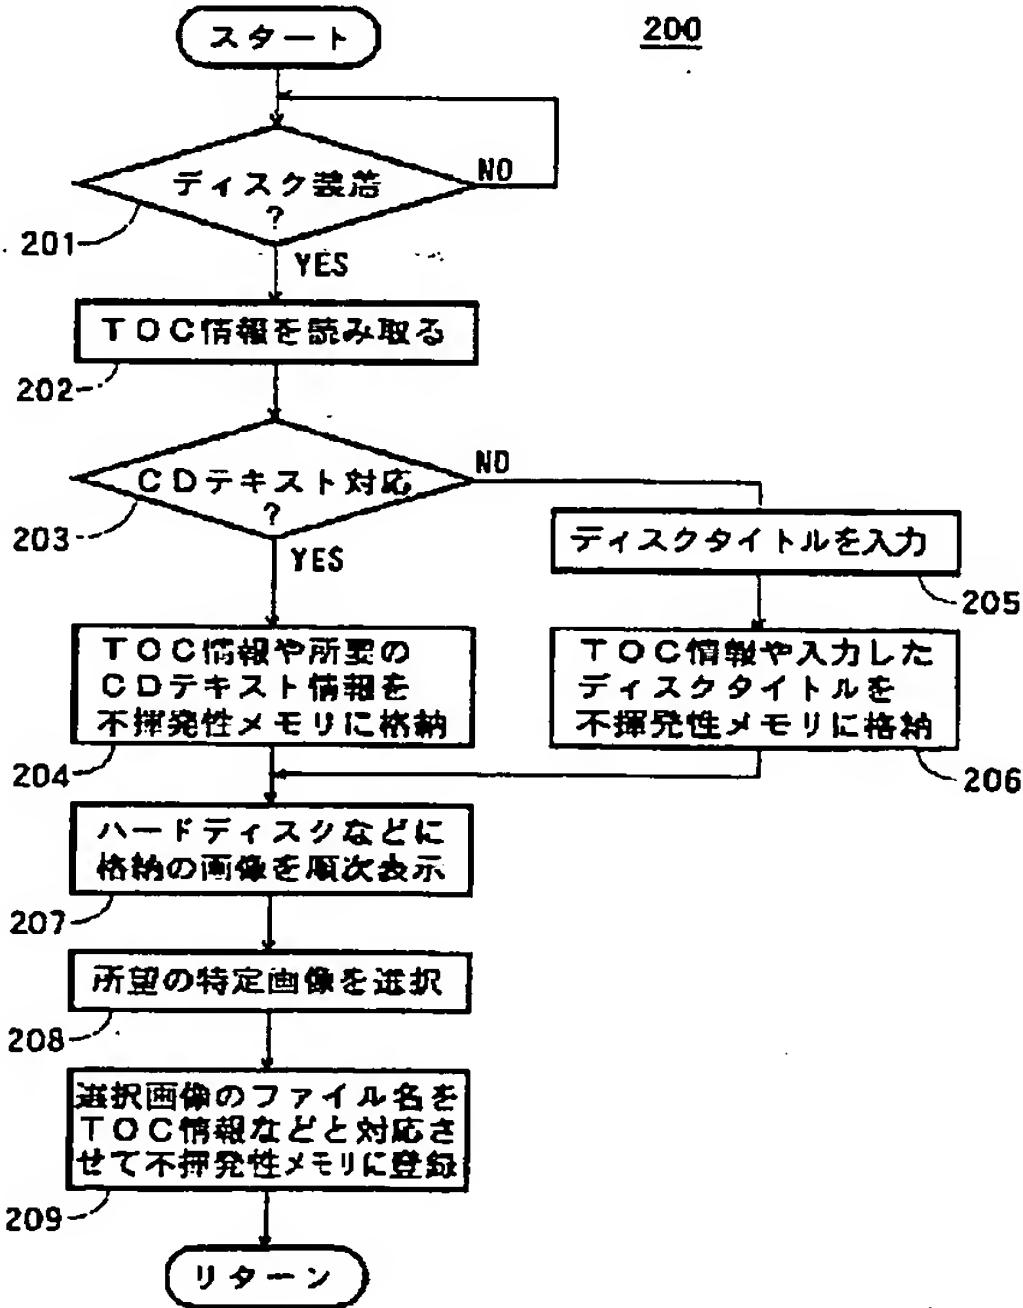 スタート
200
ディスク装着
?
NO
201
YES
TOC情報を読み取る
202
CDテキスト対応
?
NO
203
YES
ディスクタイトルを入力
205
TOC情報や所要の
CDテキスト情報を
不揮発性メモリに格納
204
TOC情報や入力した
ディスクタイトルを
不揮発性メモリに格納
206
ハードディスクなどに
格納の画像を順次表示
207
所望の特定画像を選択
208
選択画像のファイル名を
TOC情報などと対応さ
せて不揮発性メモリに登録
209
リターン